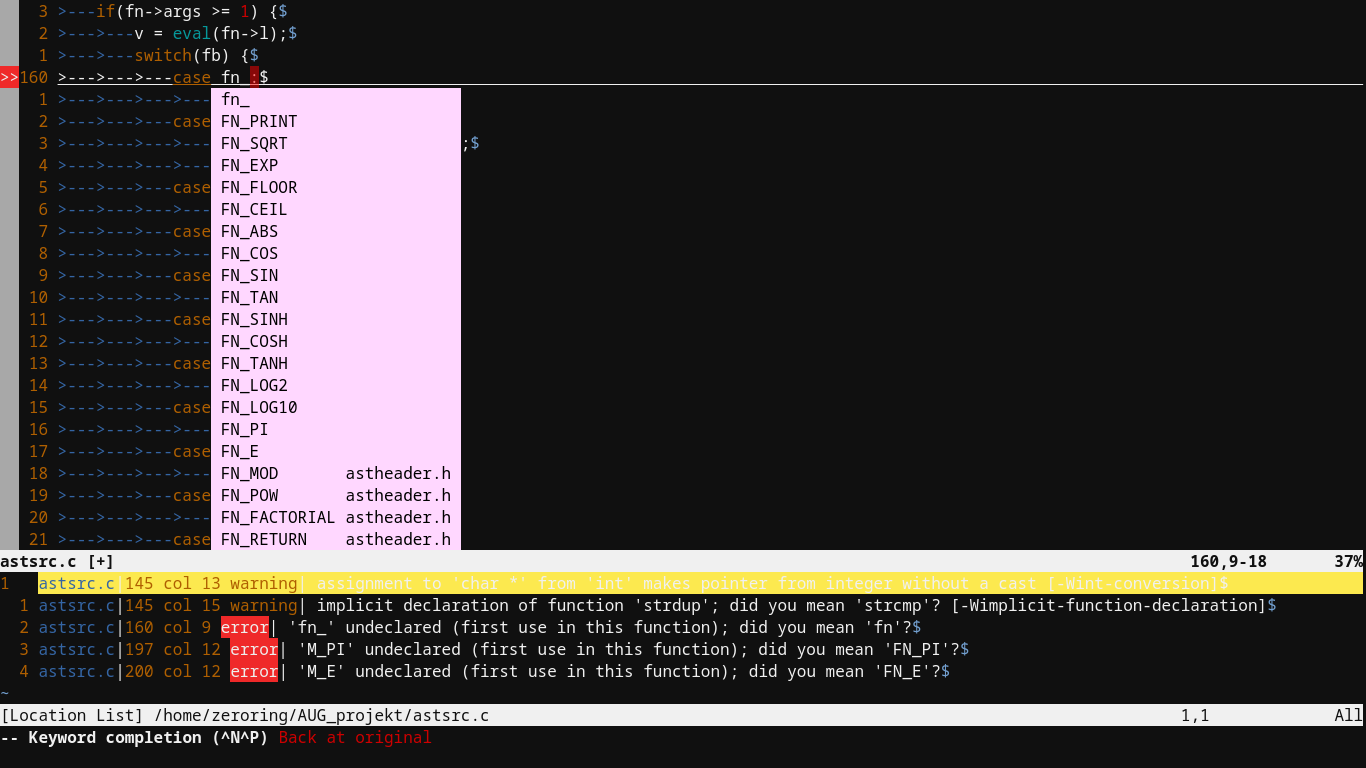 3 >---if(fn->args >= 1) {$
2 >--->---v = eval(fn->l);$
1 >--->---switch(fb) {$
>>160 >--->--->---case fn_:$
1 >--->--->--->--- fn_
2 >--->--->---case FN_PRINT
3 >--->--->--->--- FN_SQRT ;$
4 >--->--->--->--- FN_EXP
5 >--->--->---case FN_FLOOR
6 >--->--->--->--- FN_CEIL
7 >--->--->---case FN_ABS
8 >--->--->--->--- FN_COS
9 >--->--->---case FN_SIN
10 >--->--->--->--- FN_TAN
11 >--->--->---case FN_SINH
12 >--->--->--->--- FN_COSH
13 >--->--->---case FN_TANH
14 >--->--->--->--- FN_LOG2
15 >--->--->---case FN_LOG10
16 >--->--->--->--- FN_PI
17 >--->--->---case FN_E
18 >--->--->--->--- FN_MOD astheader.h
19 >--->--->---case FN_POW astheader.h
20 >--->--->--->--- FN_FACTORIAL astheader.h
21 >--->--->---case FN_RETURN astheader.h
astsrc.c [+] 160,9-18 37%
1 astsrc.c|145 col 13 warning| assignment to 'char *' from 'int' makes pointer from integer without a cast [-Wint-conversion]$
1 astsrc.c|145 col 15 warning| implicit declaration of function 'strdup'; did you mean 'strcmp'? [-Wimplicit-function-declaration]$
2 astsrc.c|160 col 9 error| 'fn_' undeclared (first use in this function); did you mean 'fn'?$
3 astsrc.c|197 col 12 error| 'M_PI' undeclared (first use in this function); did you mean 'FN_PI'?$
4 astsrc.c|200 col 12 error| 'M_E' undeclared (first use in this function); did you mean 'FN_E'?$
~
[Location List] /home/zeroring/AUG_projekt/astsrc.c 1,1 All
-- Keyword completion (^N^P) Back at original